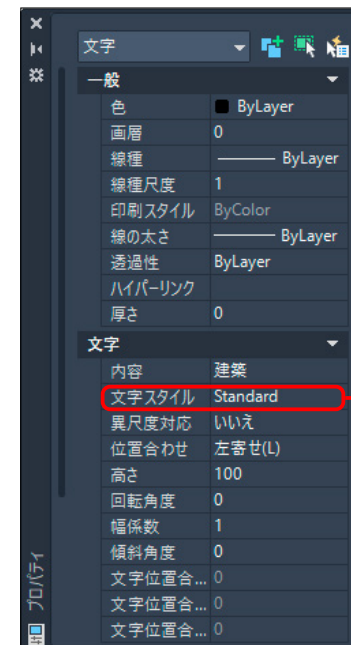 文字
一般
色 ByLayer
画層 0
線種 ByLayer
線種尺度 1
印刷スタイル ByColor
線の太さ ByLayer
透過性 ByLayer
ハイパーリンク
厚さ 0
文字
内容 建築
文字スタイル Standard
異尺度対応 いいえ
位置合わせ 左寄せ(L)
高さ 100
回転角度 0
幅係数 1
傾斜角度 0
文字位置合... 0
文字位置合... 0
文字位置合... 0
プロパティ